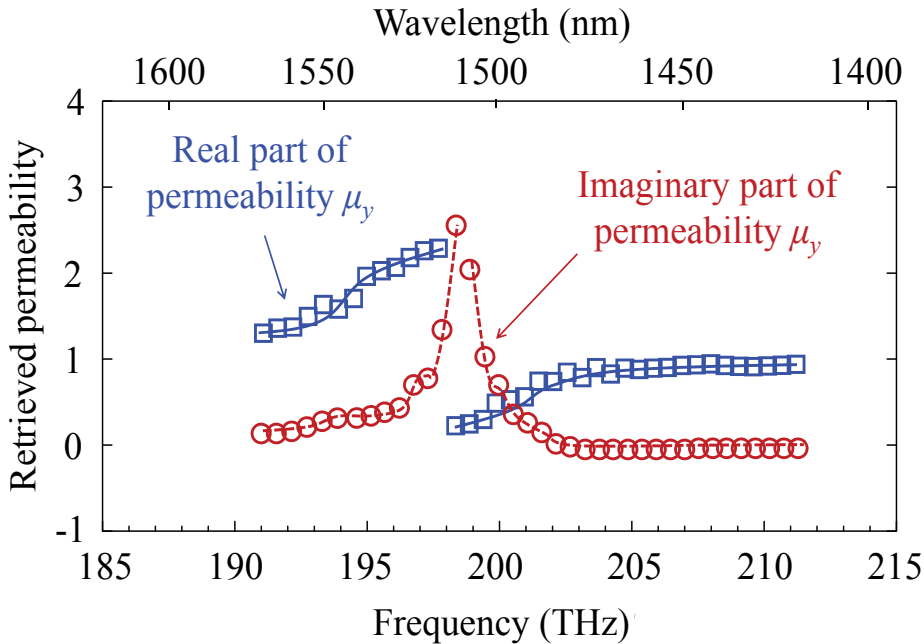 Wavelength (nm)
1600 1550 1500 1450 1400
4
Real part of
permeability μy
3
Imaginary part of
permeability μy
2
1
0
-1
Retrieved permeability
185 190 195 200 205 210 215
Frequency (THz)